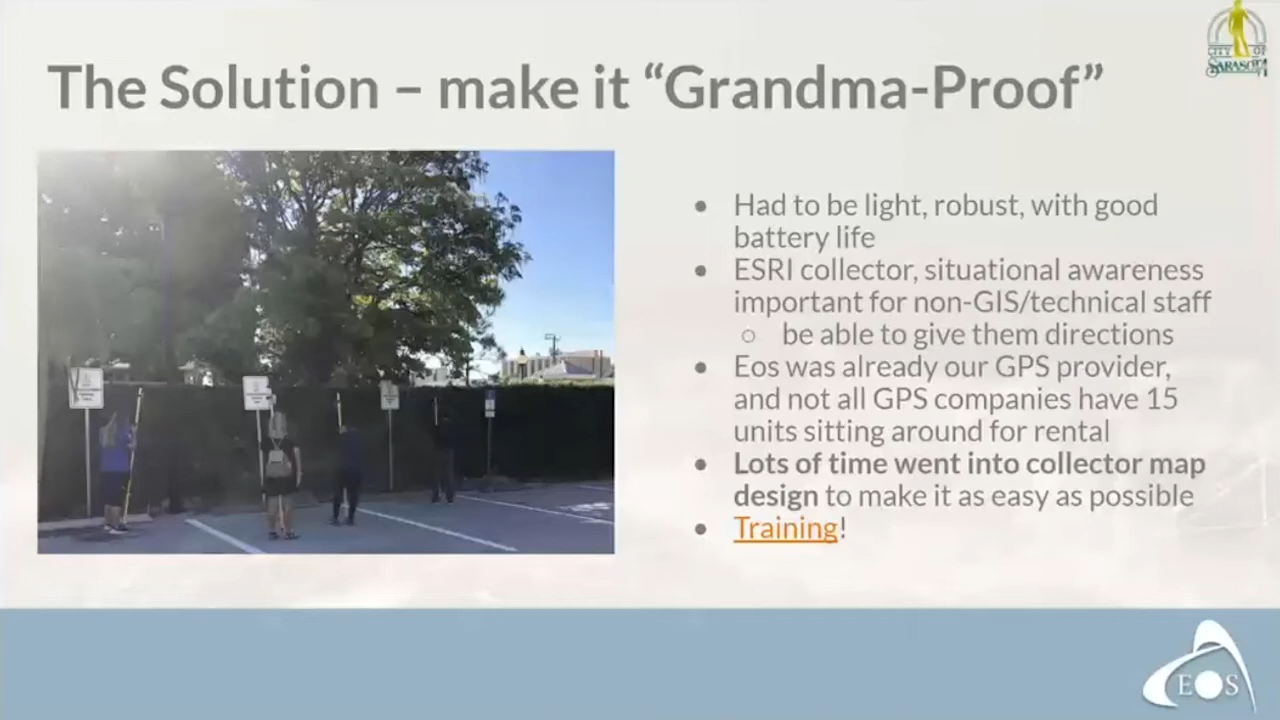 CITY OF
SARASOTA
The Solution – make it “Grandma-Proof”
● Had to be light, robust, with good
battery life
● ESRI collector, situational awareness
important for non-GIS/technical staff
○ be able to give them directions
● Eos was already our GPS provider,
and not all GPS companies have 15
units sitting around for rental
● Lots of time went into collector map
design to make it as easy as possible
● Training!
EOS